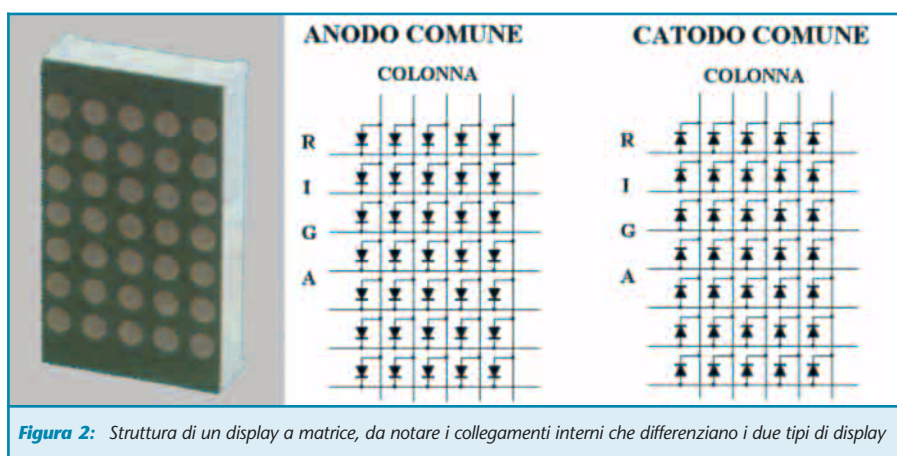 ANODO COMUNE
COLONNA
R
I
G
A
CATODO COMUNE
COLONNA
R
I
G
A
Figura 2: Struttura di un display a matrice, da notare i collegamenti interni che differenziano i due tipi di display